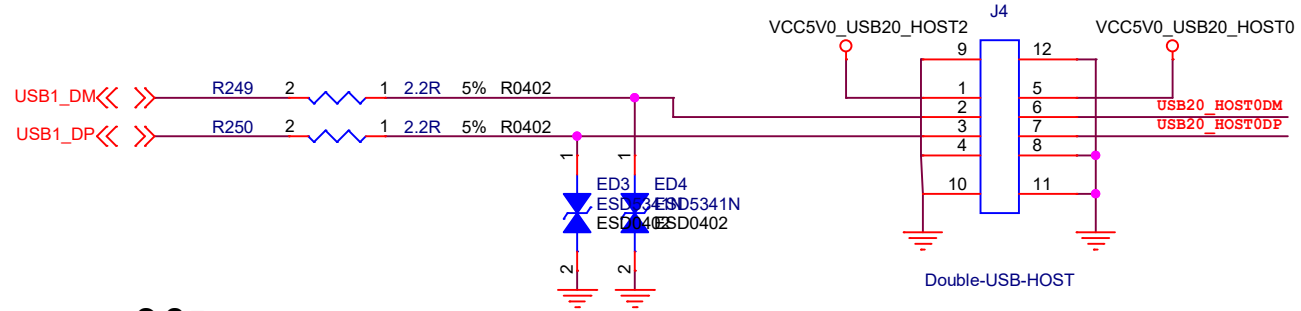 J4
VCC5V0_USB20_HOST2
VCC5V0_USB20_HOST0
9
12
USB1_DM
R249
2
1
2.2R
5%
R0402
1
5
2
6
USB20_HOST0DM
USB1_DP
R250
2
1
2.2R
5%
R0402
3
7
USB20_HOST0DP
4
8
1
1
ED3
ED4
ESD5341N
ESD5341N
ESD0402
ESD0402
10
11
2
2
Double-USB-HOST